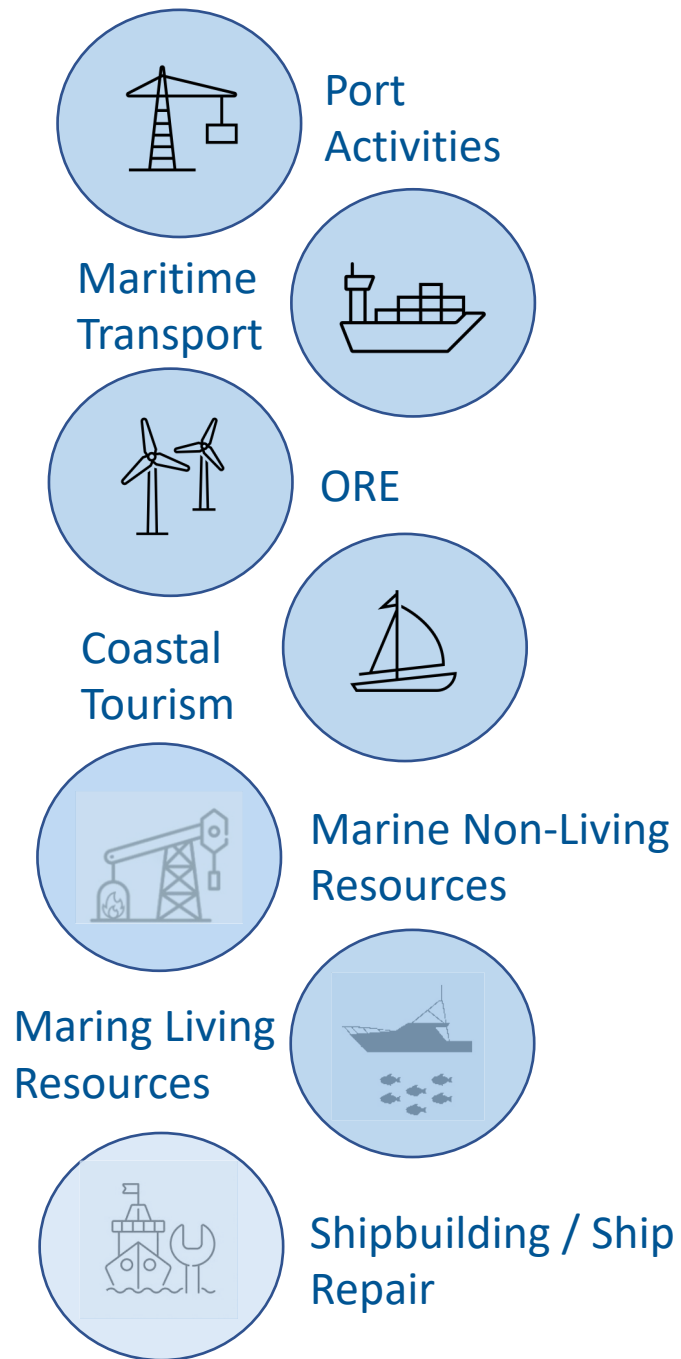 Port
Activities
Maritime
Transport
ORE
Coastal
Tourism
Marine Non-Living
Resources
Maring Living
Resources
Shipbuilding / Ship
Repair